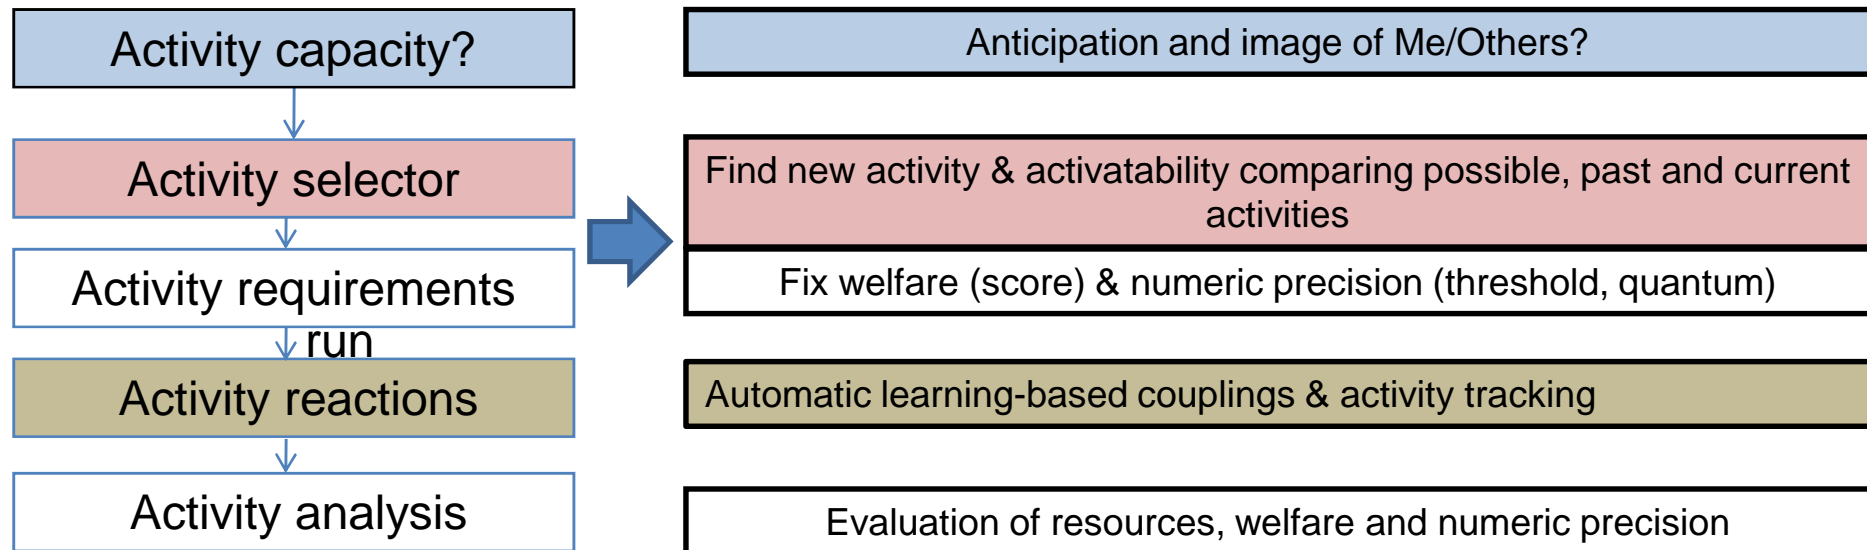 Activity capacity?
Activity selector
Activity requirements
run
Activity reactions
Activity analysis
Anticipation and image of Me/Others?
Find new activity & activatability comparing possible, past and current
activities
Fix welfare (score) & numeric precision (threshold, quantum)
Automatic learning-based couplings & activity tracking
Evaluation of resources, welfare and numeric precision